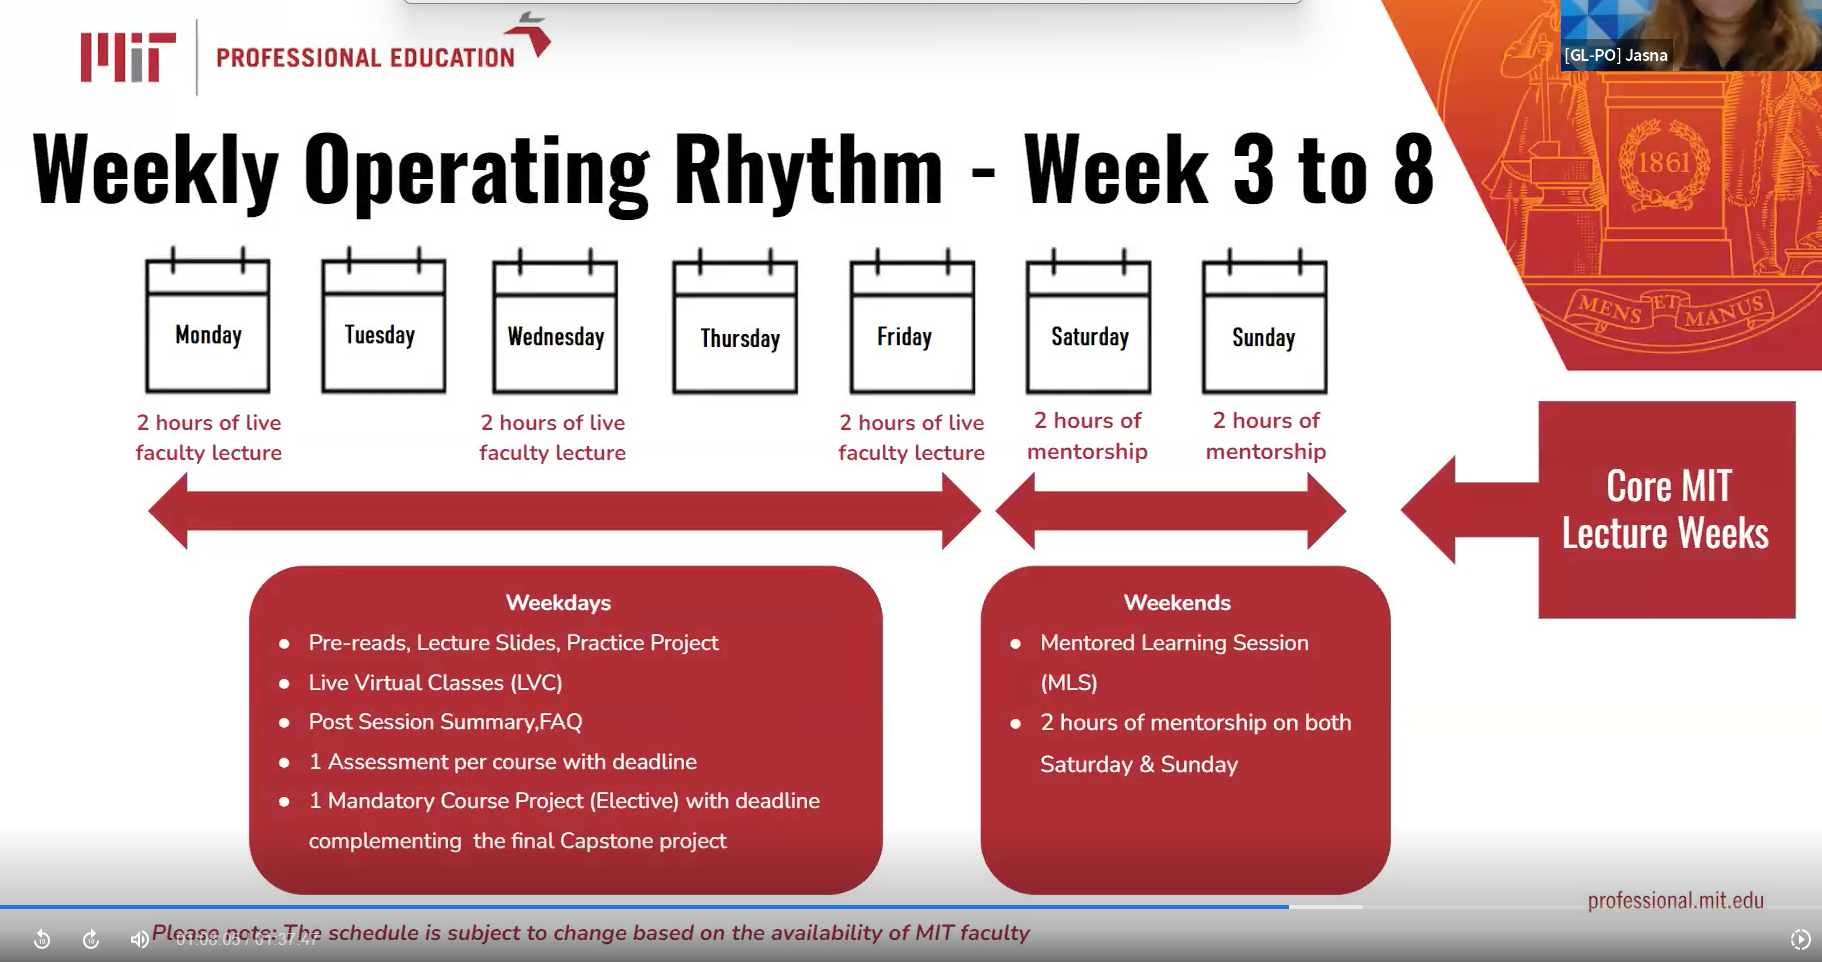 [GL-PO] Jasna
MIT PROFESSIONAL EDUCATION
Weekly Operating Rhythm - Week 3 to 8
1861
MENS ET MANUS
Monday Tuesday Wednesday Thursday Friday Saturday Sunday
2 hours of live
faculty lecture
2 hours of live
faculty lecture
2 hours of live
faculty lecture
2 hours of
mentorship
2 hours of
mentorship
Core MIT
Lecture Weeks
Weekdays
● Pre-reads, Lecture Slides, Practice Project
● Live Virtual Classes (LVC)
● Post Session Summary,FAQ
● 1 Assessment per course with deadline
● 1 Mandatory Course Project (Elective) with deadline
complementing the final Capstone project
Weekends
● Mentored Learning Session
(MLS)
● 2 hours of mentorship on both
Saturday & Sunday
professional.mit.edu
Please note: The schedule is subject to change based on the availability of MIT faculty
10 10 01:08:05 / 01:37:47